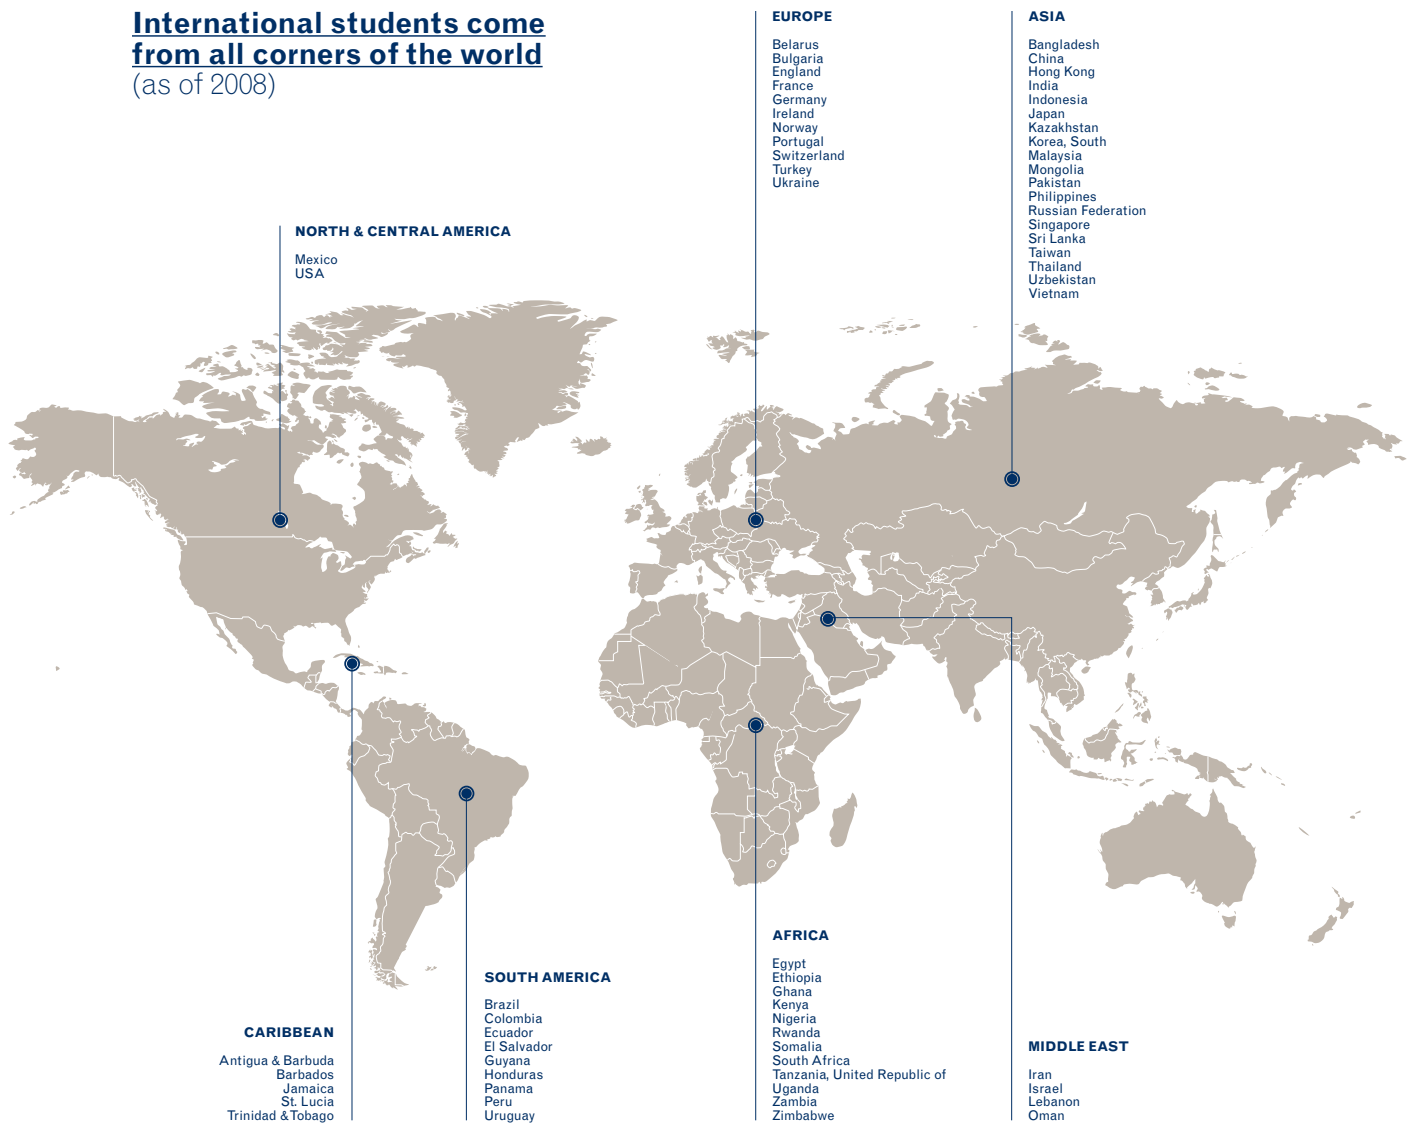 International students come
from all corners of the world
(as of 2008)
EUROPE
Belarus
Bulgaria
England
France
Germany
Ireland
Norway
Portugal
Switzerland
Turkey
Ukraine
ASIA
Bangladesh
China
Hong Kong
India
Indonesia
Japan
Kazakhstan
Korea, South
Malaysia
Mongolia
Pakistan
Philippines
Russian Federation
Singapore
Sri Lanka
Taiwan
Thailand
Uzbekistan
Vietnam
NORTH & CENTRAL AMERICA
Mexico
USA
CARIBBEAN
Antigua & Barbuda
Barbados
Jamaica
St. Lucia
Trinidad & Tobago
SOUTH AMERICA
Brazil
Colombia
Ecuador
El Salvador
Guyana
Honduras
Panama
Peru
Uruguay
AFRICA
Egypt
Ethiopia
Ghana
Kenya
Nigeria
Rwanda
Somalia
South Africa
Tanzania, United Republic of
Uganda
Zambia
Zimbabwe
MIDDLE EAST
Iran
Israel
Lebanon
Oman